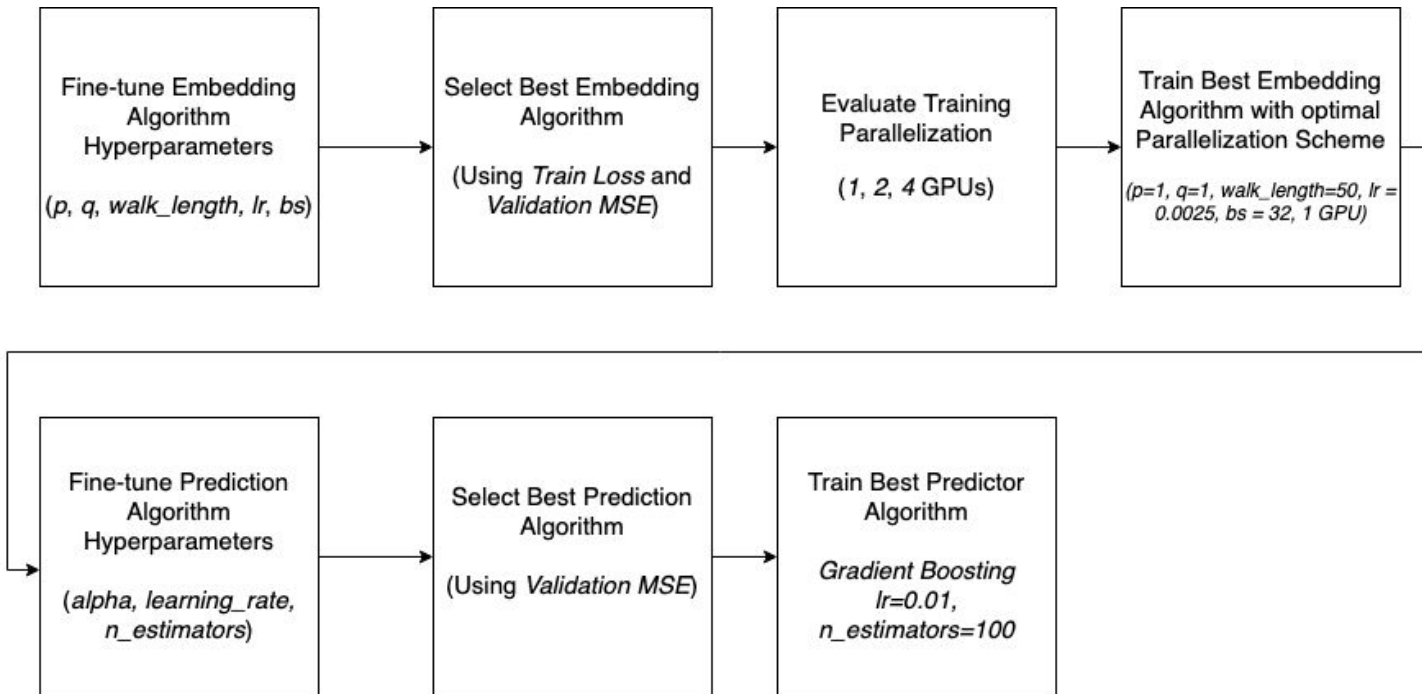 Fine-tune Embedding
Algorithm
Hyperparameters
(p, q, walk_length, lr, bs)
Select Best Embedding
Algorithm
(Using Train Loss and
Validation MSE)
Evaluate Training
Parallelization
(1, 2, 4 GPUs)
Train Best Embedding
Algorithm with optimal
Parallelization Scheme
(p=1, q=1, walk_length=50, lr =
0.0025, bs = 32, 1 GPU)
Fine-tune Prediction
Algorithm
Hyperparameters
(alpha, learning_rate,
n_estimators)
Select Best Prediction
Algorithm
(Using Validation MSE)
Train Best Predictor
Algorithm
Gradient Boosting
lr=0.01,
n_estimators=100